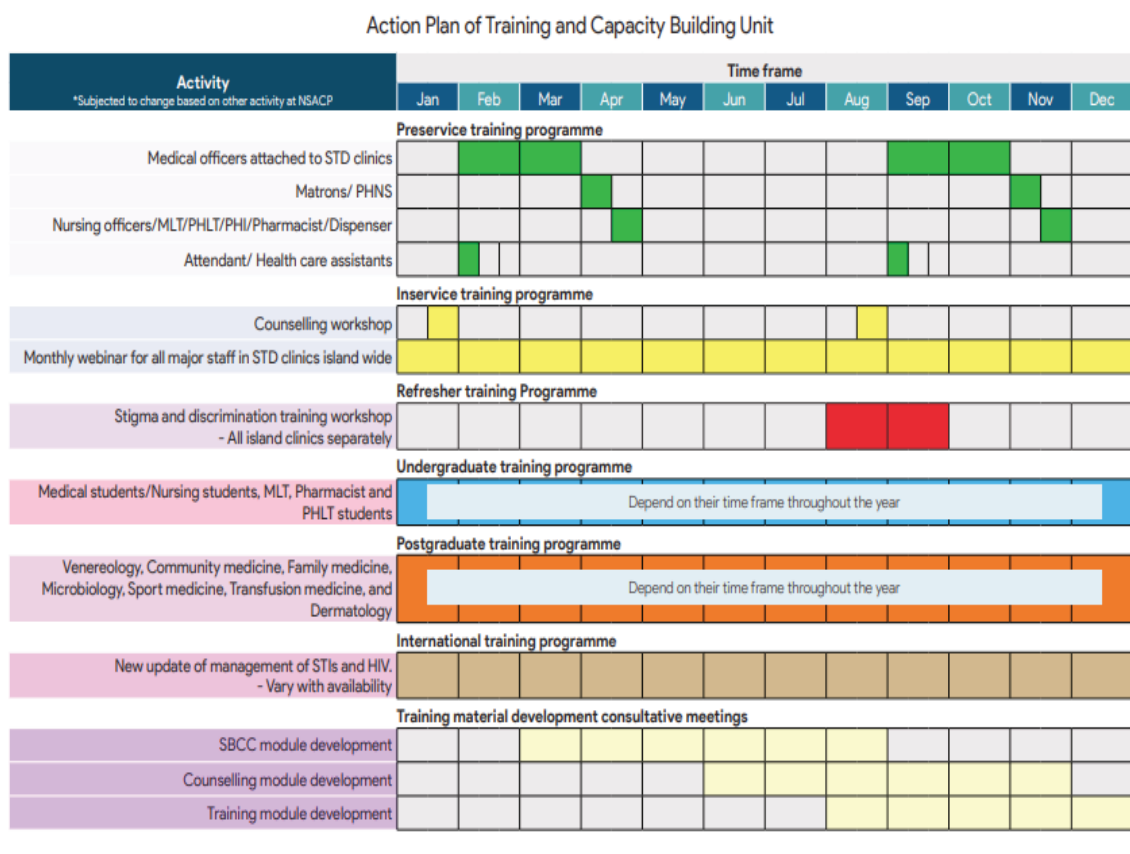 Action Plan of Training and Capacity Building Unit
Activity
*Subjected to change based on other activity at NSACP
Time frame
Jan Feb Mar Apr May Jun Jul Aug Sep Oct Nov Dec
Preservice training programme
Medical officers attached to STD clinics
Matrons/ PHNS
Nursing officers/MLT/PHLT/PHI/Pharmacist/Dispenser
Attendant/ Health care assistants
Inservice training programme
Counselling workshop
Monthly webinar for all major staff in STD clinics island wide
Refresher training Programme
Stigma and discrimination training workshop
- All island clinics separately
Undergraduate training programme
Medical students/Nursing students, MLT, Pharmacist and
PHLT students
Depend on their time frame throughout the year
Postgraduate training programme
Venereology, Community medicine, Family medicine,
Microbiology, Sport medicine, Transfusion medicine, and
Dermatology
Depend on their time frame throughout the year
International training programme
New update of management of STIs and HIV.
- Vary with availability
Training material development consultative meetings
SBCC module development
Counselling module development
Training module development